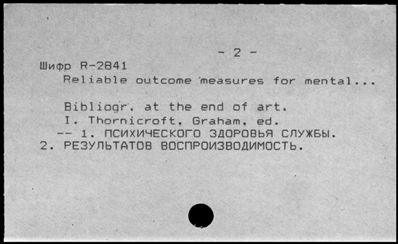 - 2 -
Шифр R-2841
Reliable outcome measures for mental...
Bibliogr. at the end of art.
I. Thornicroft, Graham, ed.
-- 1. ПСИХИЧЕСКОГО ЗДОРОВЬЯ СЛУЖБЫ.
2. РЕЗУЛЬТАТОВ ВОСПРОИЗВОДИМОСТЬ.